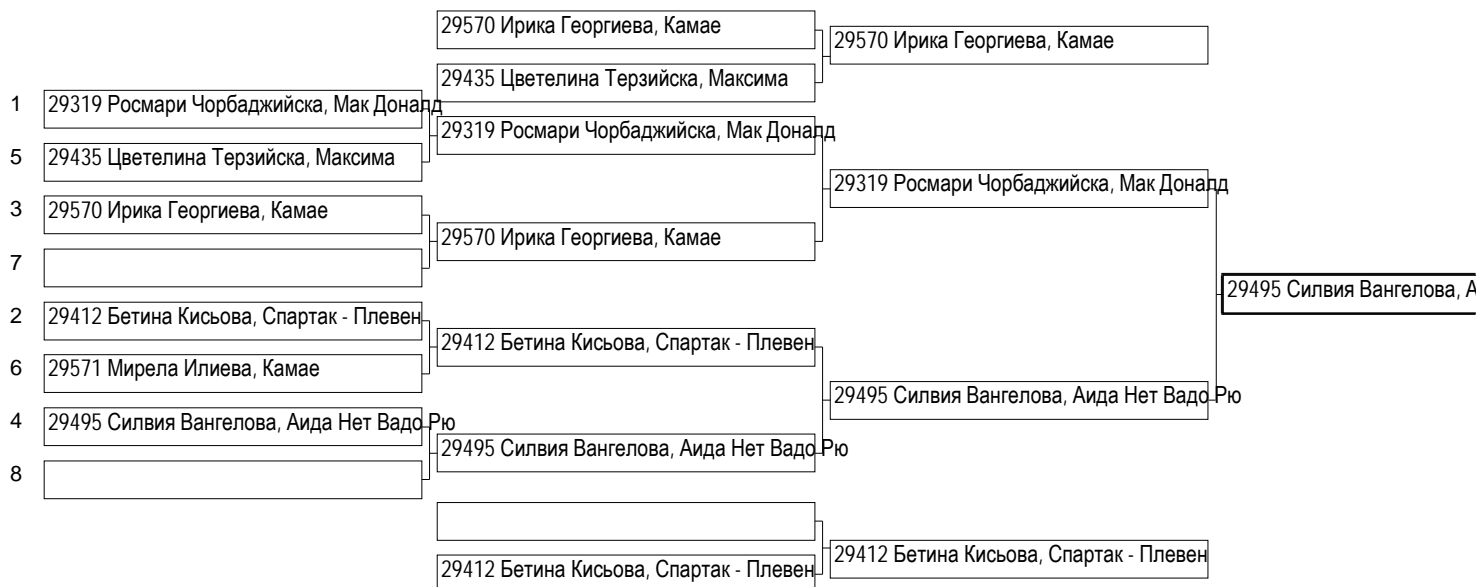 29570 Ирика Георгиева, Камае
29570 Ирика Георгиева, Камае
29435 Цветелина Терзийска, Максима
1 29319 Росмари Чорбаджийска, Мак Доналд
29319 Росмари Чорбаджийска, Мак Доналд
5 29435 Цветелина Терзийска, Максима
29319 Росмари Чорбаджийска, Мак Доналд
3 29570 Ирика Георгиева, Камае
29570 Ирика Георгиева, Камае
7
29495 Силвия Вангелова, А
2 29412 Бетина Кисьова, Спартак - Плевен
29412 Бетина Кисьова, Спартак - Плевен
6 29571 Мирела Илиева, Камае
29495 Силвия Вангелова, Аида Нет Вадо Рю
4 29495 Силвия Вангелова, Аида Нет Вадо Рю
29495 Силвия Вангелова, Аида Нет Вадо Рю
8
29412 Бетина Кисьова, Спартак - Плевен
29412 Бетина Кисьова, Спартак - Плевен